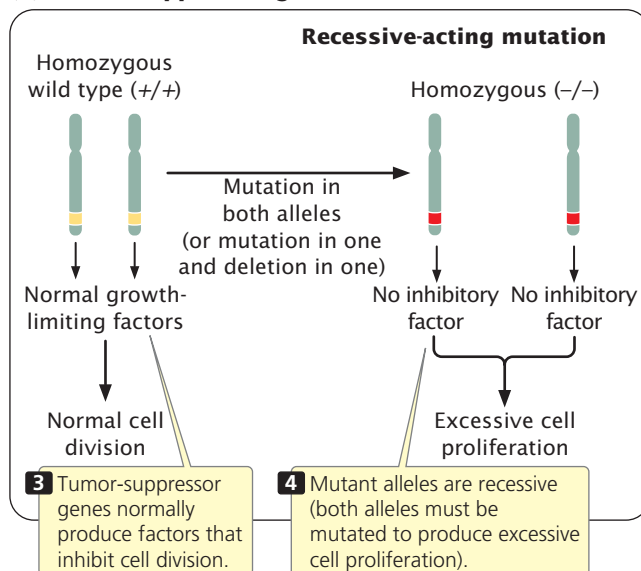 Recessive-acting mutation
Homozygous
wild type (+/+)
Homozygous (–/–)
Mutation in
both alleles
(or mutation in one
and deletion in one)
Normal growth-
limiting factors
No inhibitory
factor
No inhibitory
factor
Normal cell
division
Excessive cell
proliferation
3 Tumor-suppressor
genes normally
produce factors that
inhibit cell division.
4 Mutant alleles are recessive
(both alleles must be
mutated to produce excessive
cell proliferation).